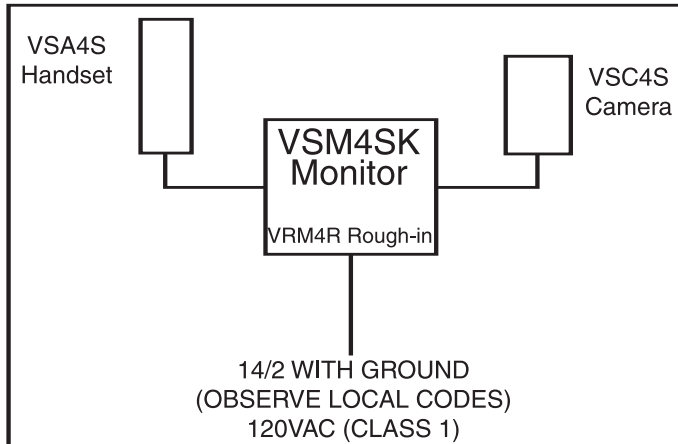 VSA4S
Handset
VSC4S
Camera
VSM4SK
Monitor
VRM4R Rough-in
14/2 WITH GROUND
(OBSERVE LOCAL CODES)
120VAC (CLASS 1)